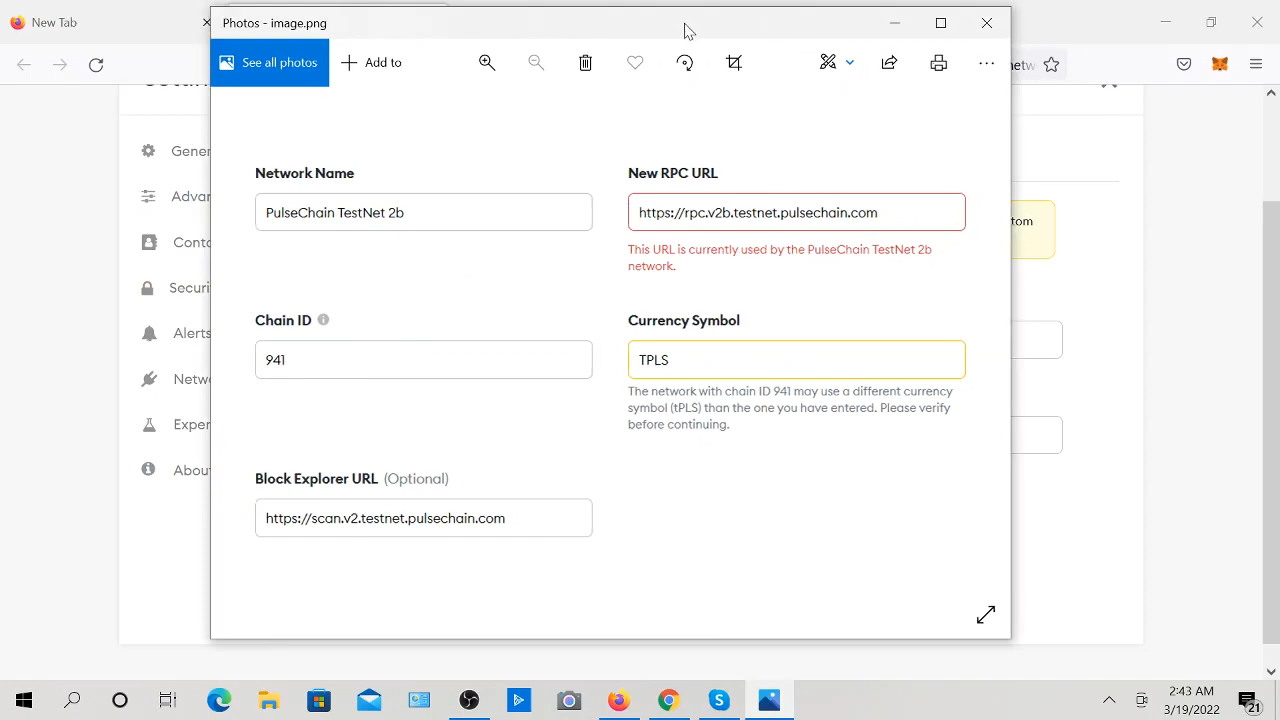 New Tab
Photos - image.png
See all photos
Add to
Network Name
New RPC URL
PulseChain TestNet 2b
https://rpc.v2b.testnet.pulsechain.com
This URL is currently used by the PulseChain TestNet 2b
network.
Chain ID
Currency Symbol
941
TPLS
The network with chain ID 941 may use a different currency
symbol (tPLS) than the one you have entered. Please verify
before continuing.
Block Explorer URL (Optional)
https://scan.v2.testnet.pulsechain.com
Gener
Advar
Conta
Securi
Alerts
Netwo
Exper
Abou
netw
tom
2:43 AM
3/19/2022
21